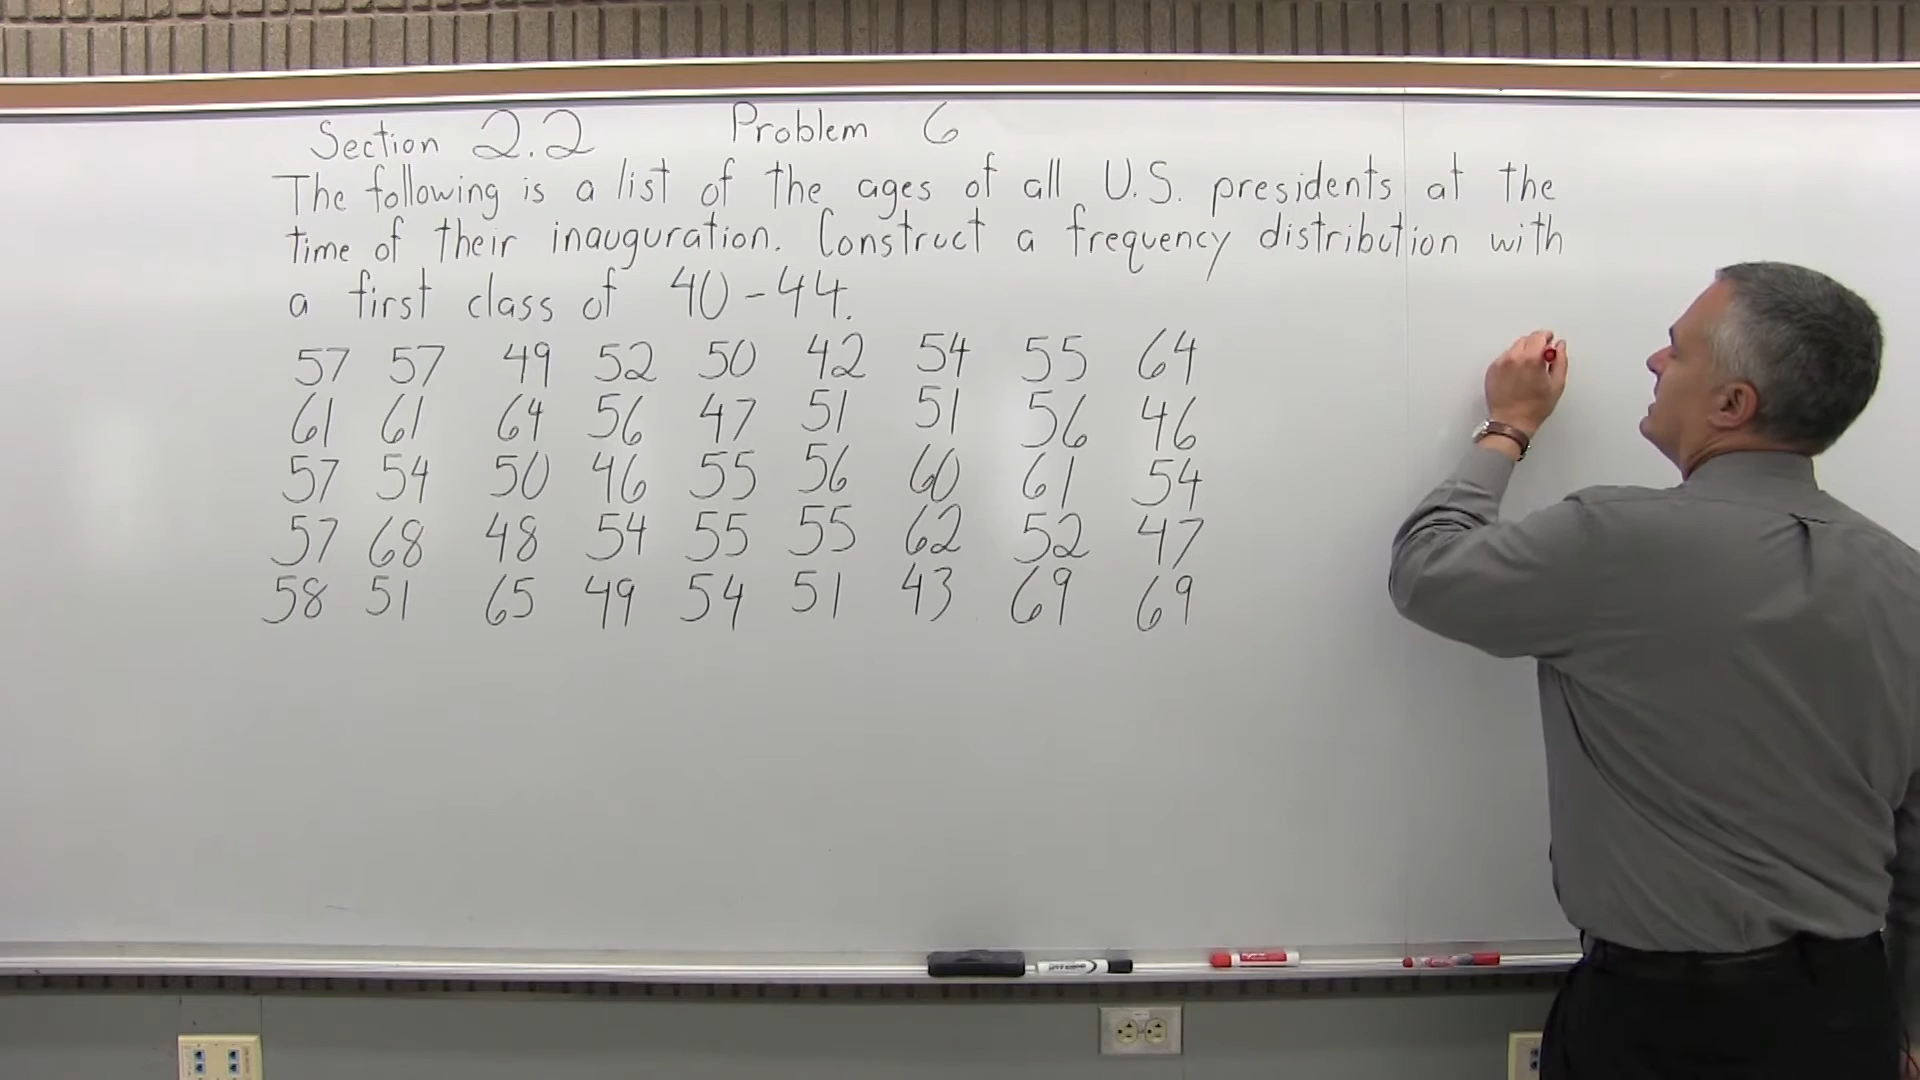 Section 2.2 Problem 6
The following is a list of the ages of all U.S. presidents at the
time of their inauguration. Construct a frequency distribution with
a first class of 40-44.
57 57 49 52 50 42 54 55 64
61 61 64 56 47 51 51 56 46
57 54 50 46 55 56 60 61 54
57 68 48 54 55 55 62 52 47
58 51 65 49 54 51 43 69 69